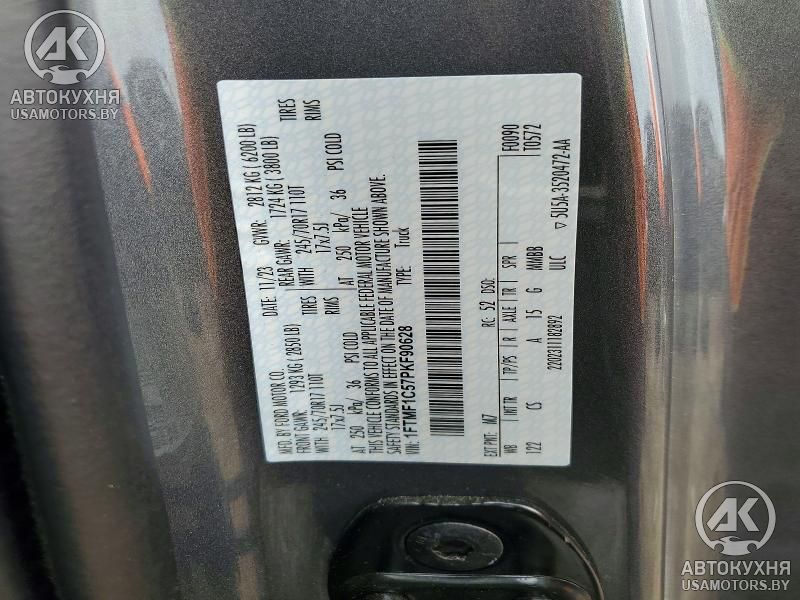 AK
АВТОКУХНЯ
USAMOTORS.BY
MFD. BY FORD MOTOR CO.
DATE: 11/23 GVWR: 2812 KG ( 6200 LB)
FRONT GAWR: 1293 KG ( 2850 LB) REAR GAWR: 1724 KG ( 3800 LB)
WITH 245/70R17 110T TIRES WITH 245/70R17 110T TIRES
17x7.5J RIMS 17x7.5J RIMS
AT 250 kPa/ 36 PSI COLD AT 250 kPa/ 36 PSI COLD
THIS VEHICLE CONFORMS TO ALL APPLICABLE FEDERAL MOTOR VEHICLE
SAFETY STANDARDS IN EFFECT ON THE DATE OF MANUFACTURE SHOWN ABOVE.
VIN: 1FTMF1C57PKF90628 TYPE: Truck
F0090
T0572
EXT PNT: M7 RC: 52 DSO:
WB INT TR TP/PS R AXLE TR SPR
122 CS A 15 G MMBB
2202311182892 ULC
▽ 5U5A-3520472-AA
AK
АВТОКУХНЯ
USAMOTORS.BY